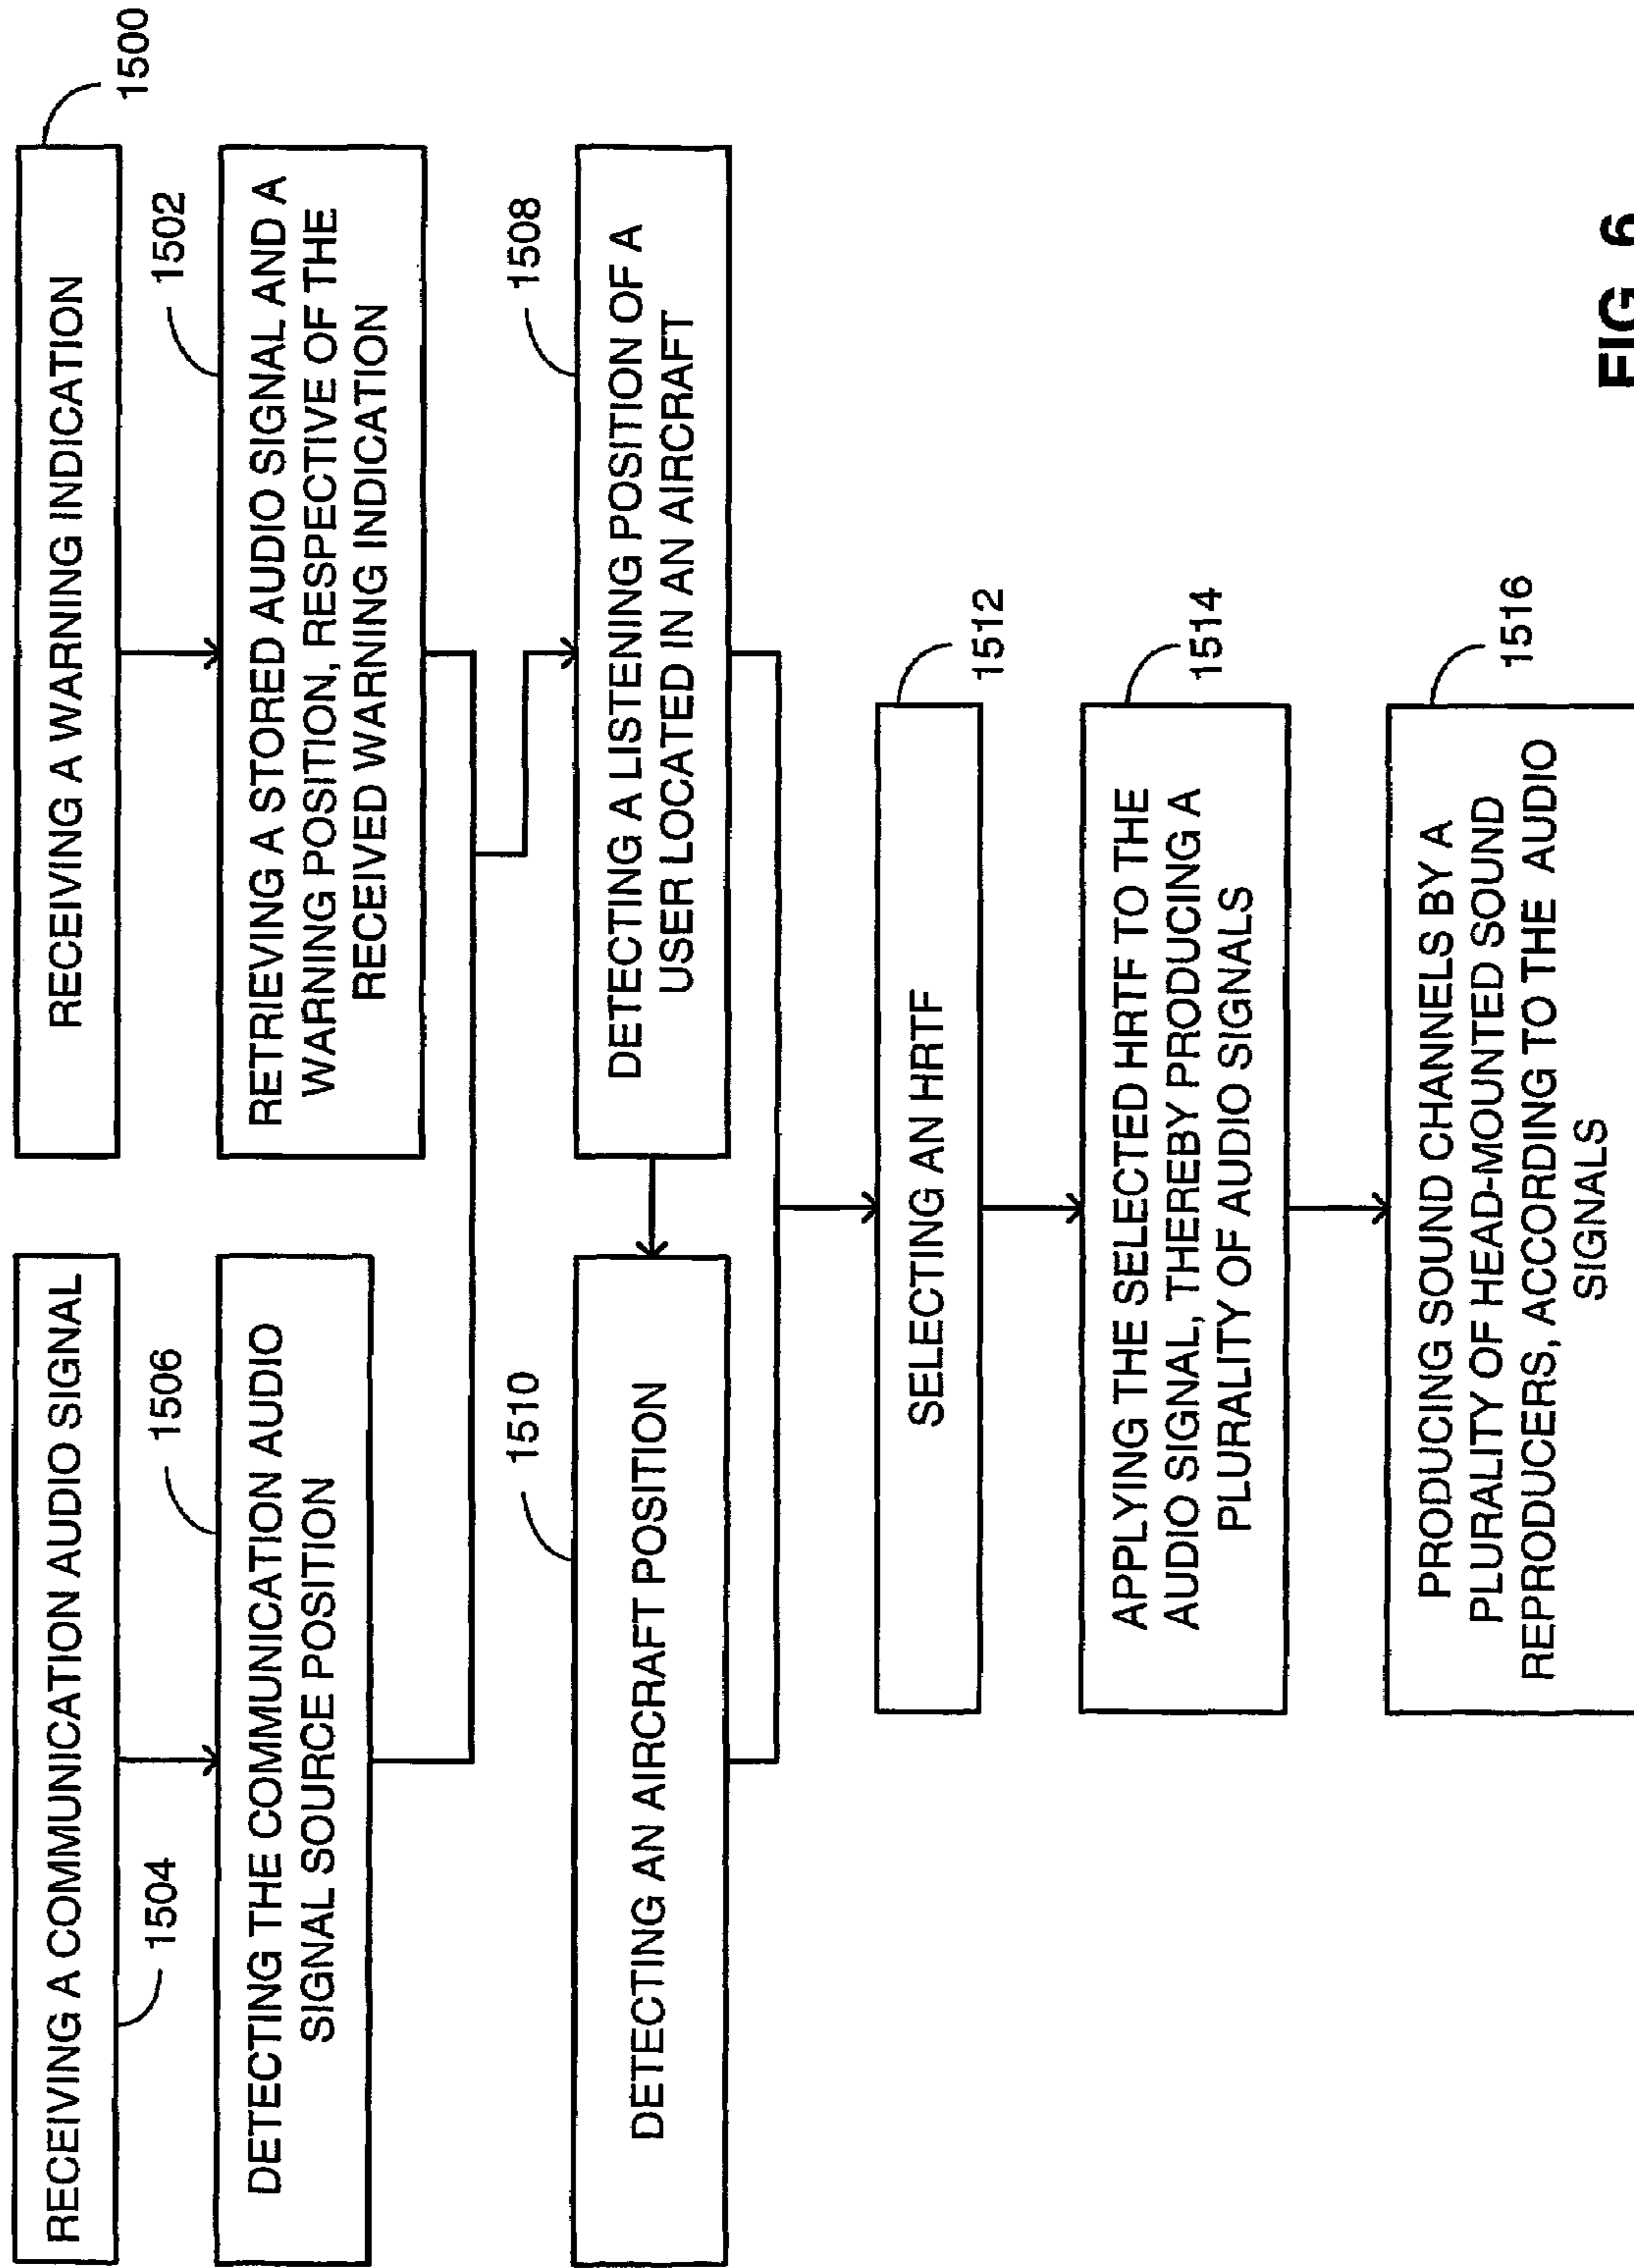 RECEIVING A COMMUNICATION AUDIO SIGNAL
1504
RECEIVING A WARNING INDICATION
1500
DETECTING THE COMMUNICATION AUDIO
SIGNAL SOURCE POSITION
1506
RETRIEVING A STORED AUDIO SIGNAL AND A
WARNING POSITION, RESPECTIVE OF THE
RECEIVED WARNING INDICATION
1502
DETECTING AN AIRCRAFT POSITION
1510
DETECTING A LISTENING POSITION OF A
USER LOCATED IN AN AIRCRAFT
1508
SELECTING AN HRTF
1512
APPLYING THE SELECTED HRTF TO THE
AUDIO SIGNAL, THEREBY PRODUCING A
PLURALITY OF AUDIO SIGNALS
1514
PRODUCING SOUND CHANNELS BY A
PLURALITY OF HEAD-MOUNTED SOUND
REPRODUCERS, ACCORDING TO THE AUDIO
SIGNALS
1516
FIG. 6